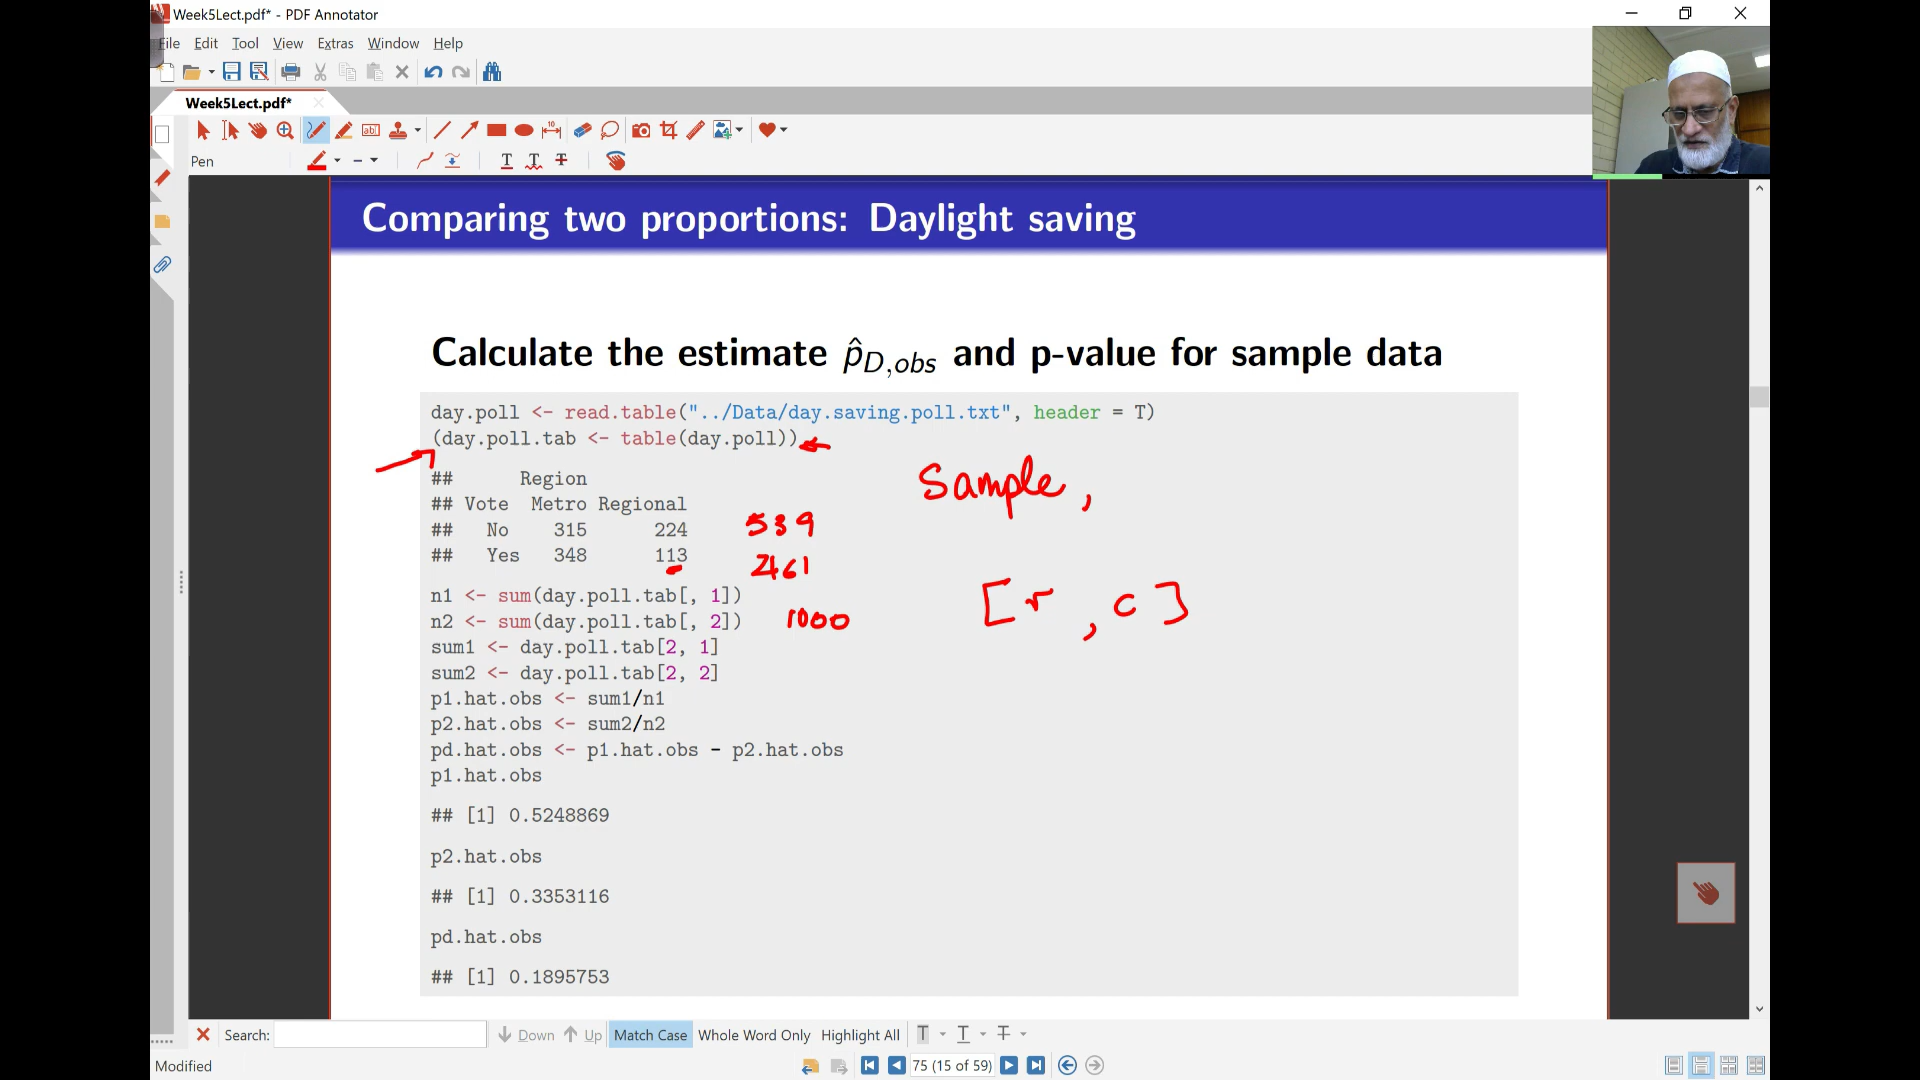 Week5Lect.pdf* - PDF Annotator
File Edit Tool View Extras Window Help
Week5Lect.pdf*
Pen
Comparing two proportions: Daylight saving
Calculate the estimate p̂D,obs and p-value for sample data
day.poll <- read.table("../Data/day.saving.poll.txt", header = T)
(day.poll.tab <- table(day.poll))
## Region
## Vote Metro Regional
## No 315 224
## Yes 348 113
539
461
1000
Sample,
[r , c]
n1 <- sum(day.poll.tab[, 1])
n2 <- sum(day.poll.tab[, 2])
sum1 <- day.poll.tab[2, 1]
sum2 <- day.poll.tab[2, 2]
p1.hat.obs <- sum1/n1
p2.hat.obs <- sum2/n2
pd.hat.obs <- p1.hat.obs - p2.hat.obs
p1.hat.obs
## [1] 0.5248869
p2.hat.obs
## [1] 0.3353116
pd.hat.obs
## [1] 0.1895753
Search: Down Up Match Case Whole Word Only Highlight All
Modified
75 (15 of 59)